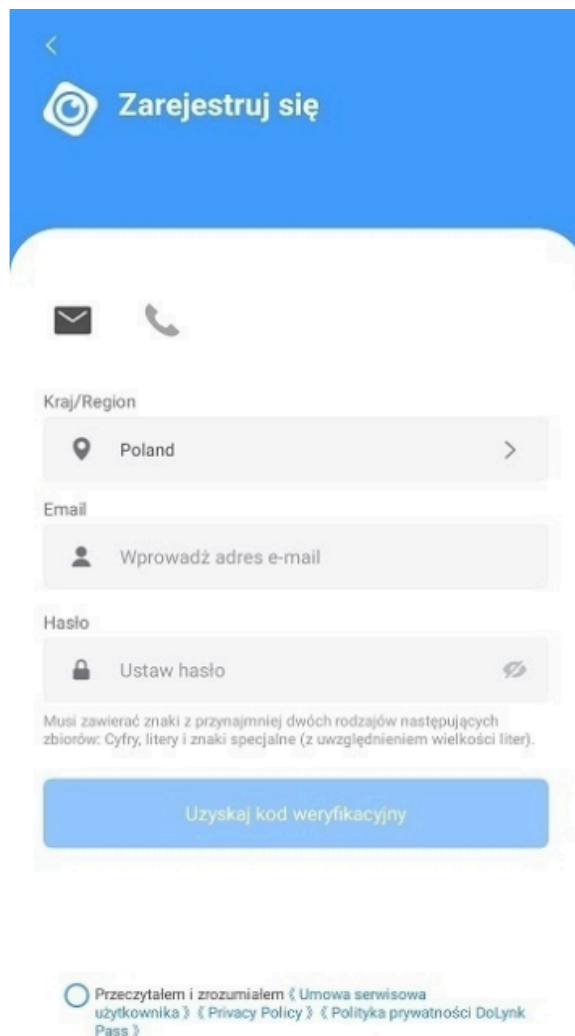 Zarejestruj się
Kraj/Region
Poland
Email
Wprowadź adres e-mail
Hasło
Ustaw hasło
Musi zawierać znaki z przynajmniej dwóch rodzajów następujących
zbiorów: Cyfry, litery i znaki specjalne (z uwzględnieniem wielkości liter).
Uzyskaj kod weryfikacyjny
Przeczytałem i zrozumiałem《Umowa serwisowa
użytkownika》《Privacy Policy》《Polityka prywatności DoLynk
Pass》